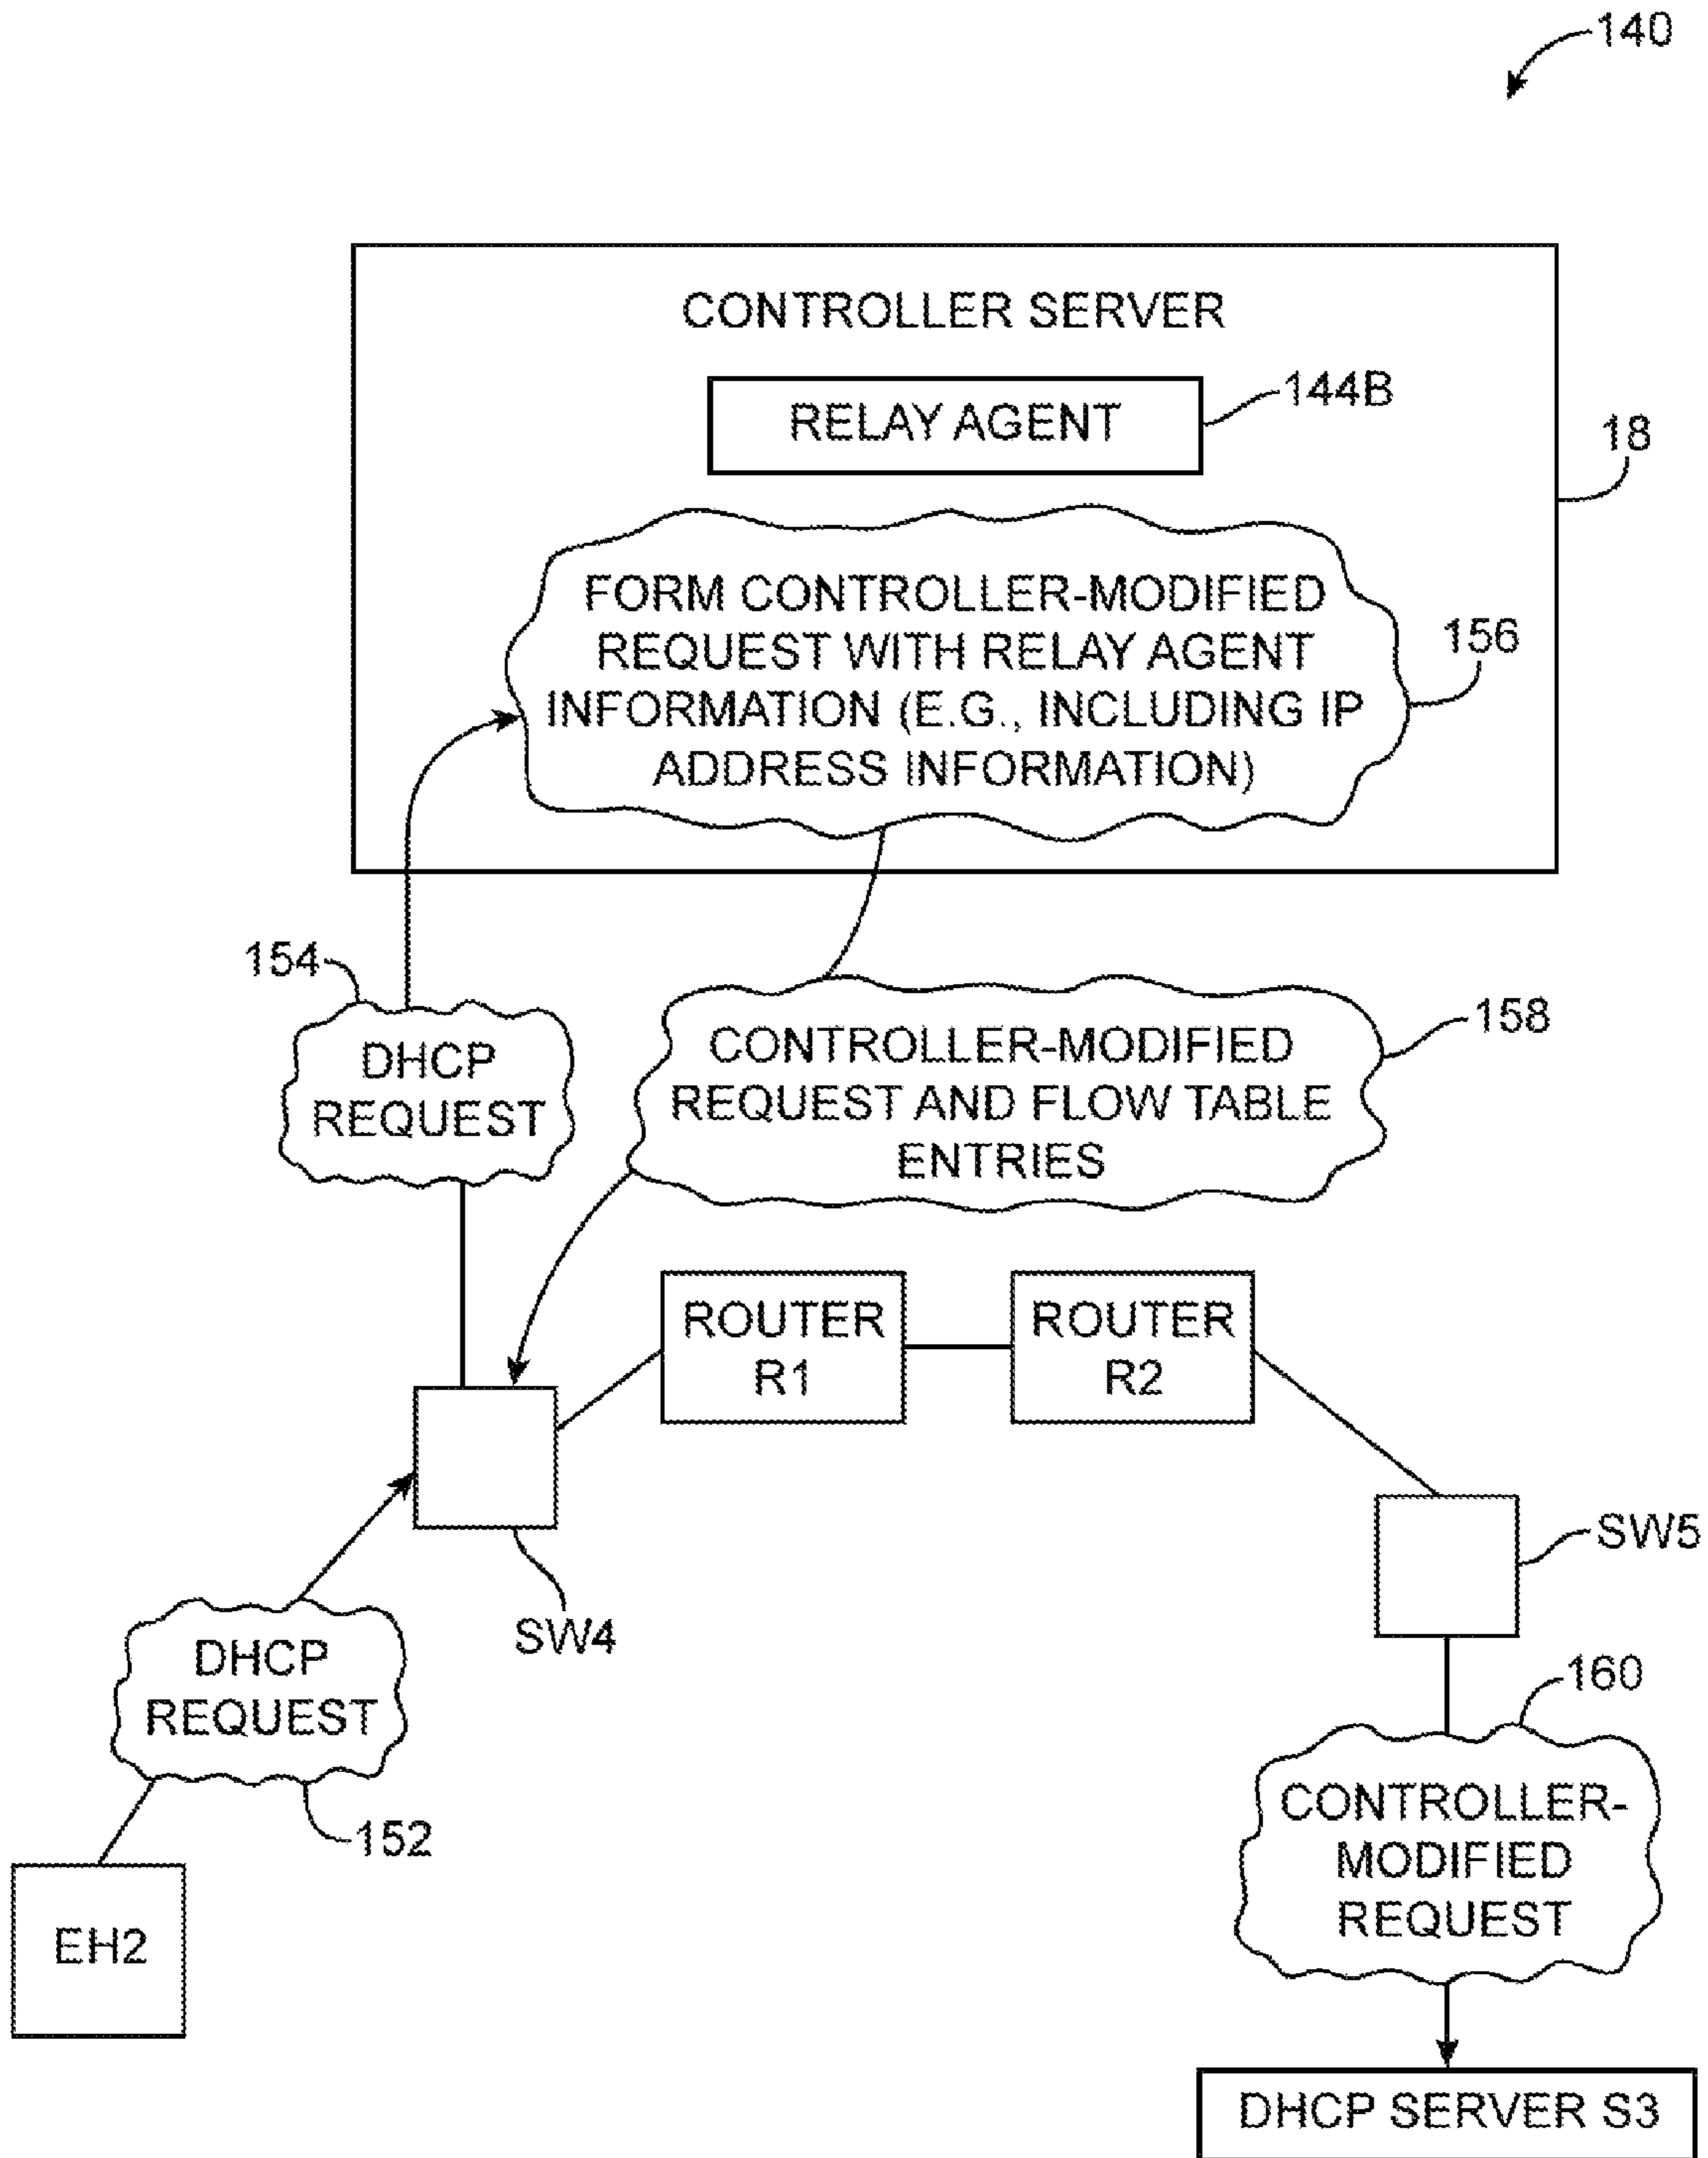 140
CONTROLLER SERVER
RELAY AGENT
144B
18
FORM CONTROLLER-MODIFIED
REQUEST WITH RELAY AGENT
INFORMATION (E.G., INCLUDING IP
ADDRESS INFORMATION)
156
154
DHCP
REQUEST
CONTROLLER-MODIFIED
REQUEST AND FLOW TABLE
ENTRIES
158
ROUTER
R1
ROUTER
R2
SW4
SW5
DHCP
REQUEST
152
EH2
160
CONTROLLER-
MODIFIED
REQUEST
DHCP SERVER S3